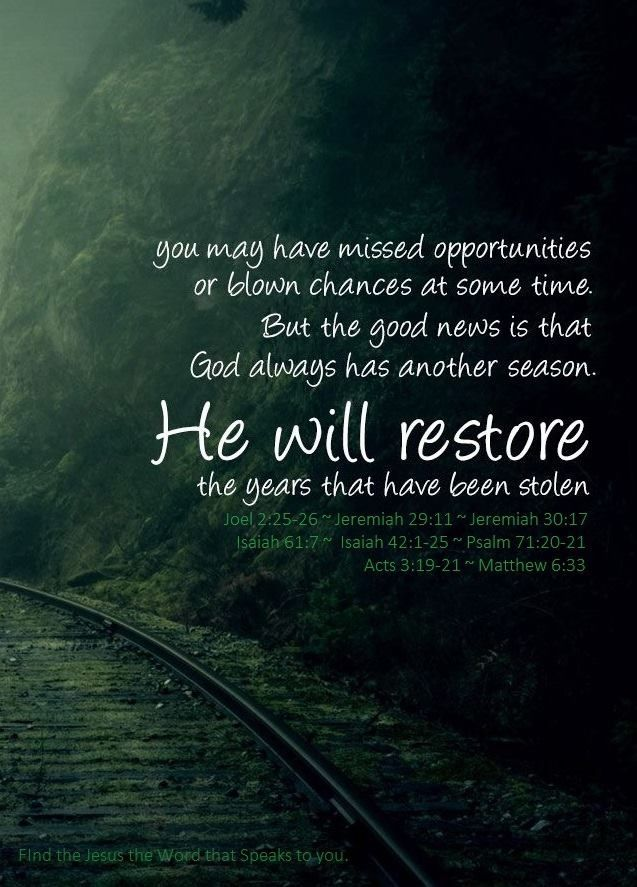 you may have missed opportunities
or blown chances at some time.
But the good news is that
God always has another season.
He will restore
the years that have been stolen
Joel 2:25-26 ~ Jeremiah 29:11 ~ Jeremiah 30:17
Isaiah 61:7 ~ Isaiah 42:1-25 ~ Psalm 71:20-21
Acts 3:19-21 ~ Matthew 6:33
FInd the Jesus the Word that Speaks to you.